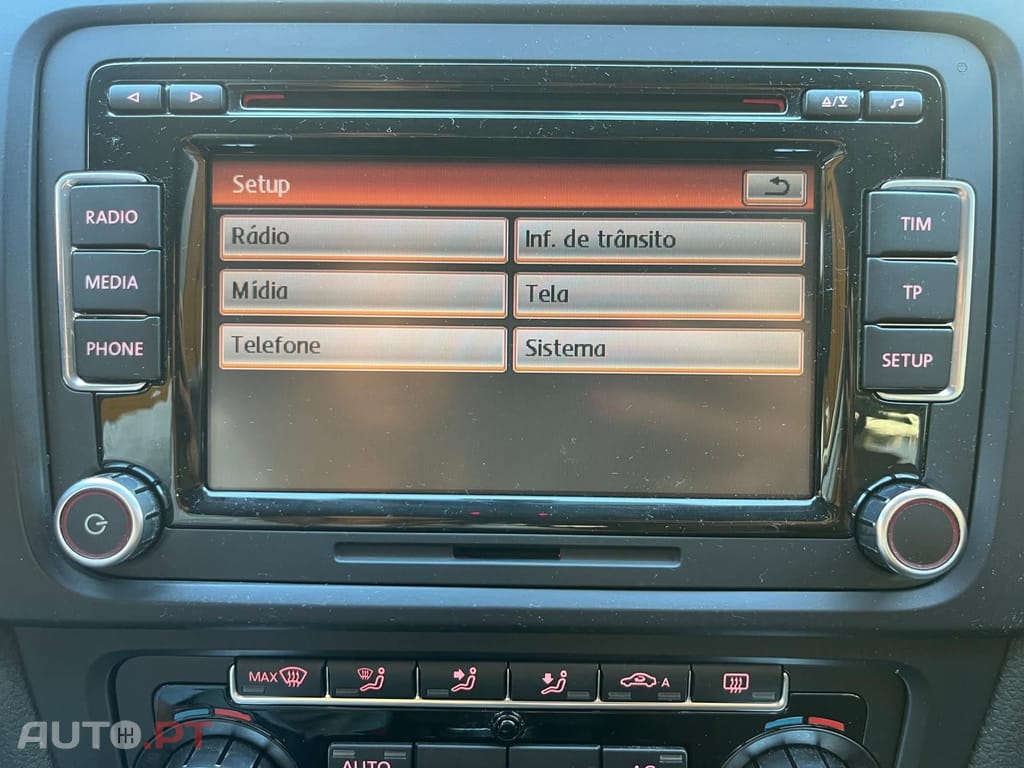 Setup
Rádio
Inf. de trânsito
Mídia
Tela
Telefone
Sistema
RADIO
MEDIA
PHONE
TIM
TP
SETUP
MAX
A
AUTO
AC
AUTO.PT